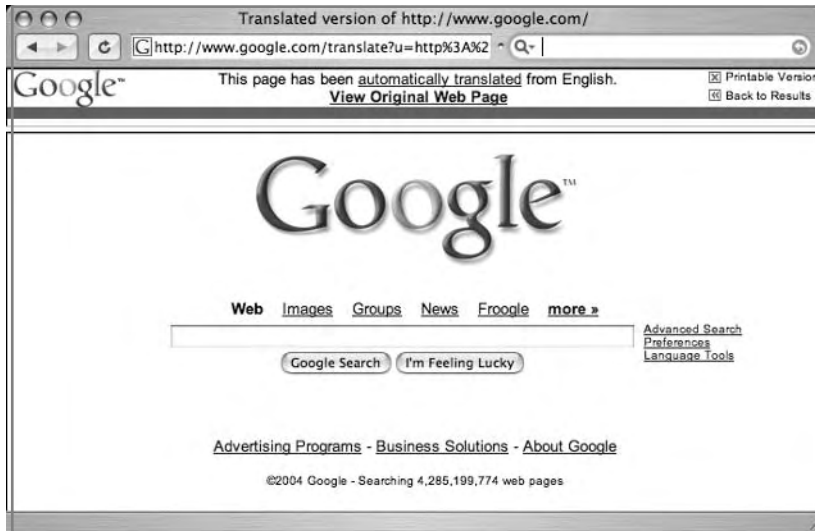 Translated version of http://www.google.com/
G http://www.google.com/translate?u=http%3A%2
Google™ This page has been automatically translated from English. Printable Version
View Original Web Page Back to Results
Google™
Web Images Groups News Froogle more »
Advanced Search
Preferences
Language Tools
Google Search I'm Feeling Lucky
Advertising Programs - Business Solutions - About Google
©2004 Google - Searching 4,285,199,774 web pages